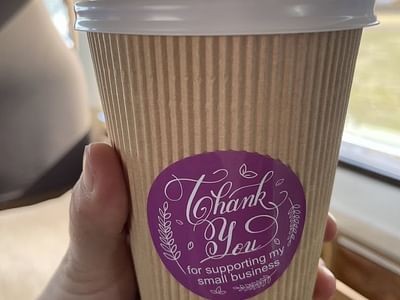 Thank
You
for supporting my
small business